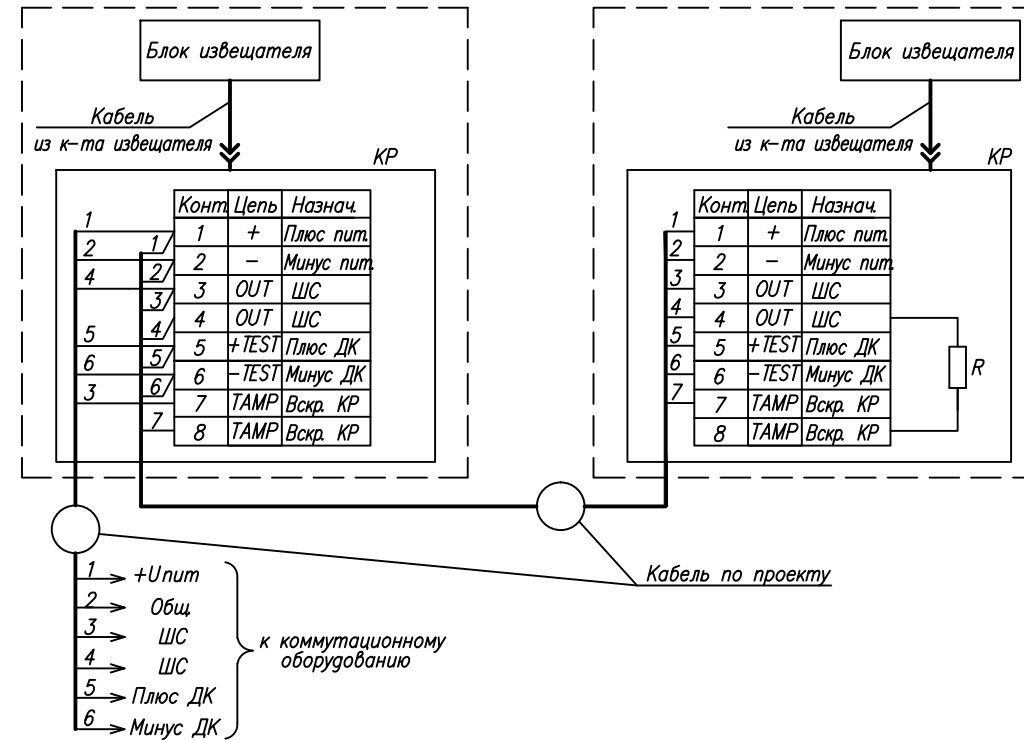 Блок извещателя
Кабель
из к-та извещателя
КР
Конт. Цепь Назнач.
1 + Плюс пит.
2 - Минус пит.
3 OUT ШС
4 OUT ШС
5 +TEST Плюс ДК
6 -TEST Минус ДК
7 TAMP Вскр. КР
8 TAMP Вскр. КР
1
2
4
5
6
3
1
2
3
4
5
6
7
Блок извещателя
Кабель
из к-та извещателя
КР
Конт. Цепь Назнач.
1 + Плюс пит.
2 - Минус пит.
3 OUT ШС
4 OUT ШС
5 +TEST Плюс ДК
6 -TEST Минус ДК
7 TAMP Вскр. КР
8 TAMP Вскр. КР
1
2
3
4
5
6
7
R
Кабель по проекту
1 +Uпит
2 Общ.
3 ШС
4 ШС
5 Плюс ДК
6 Минус ДК
к коммутационному
оборудованию